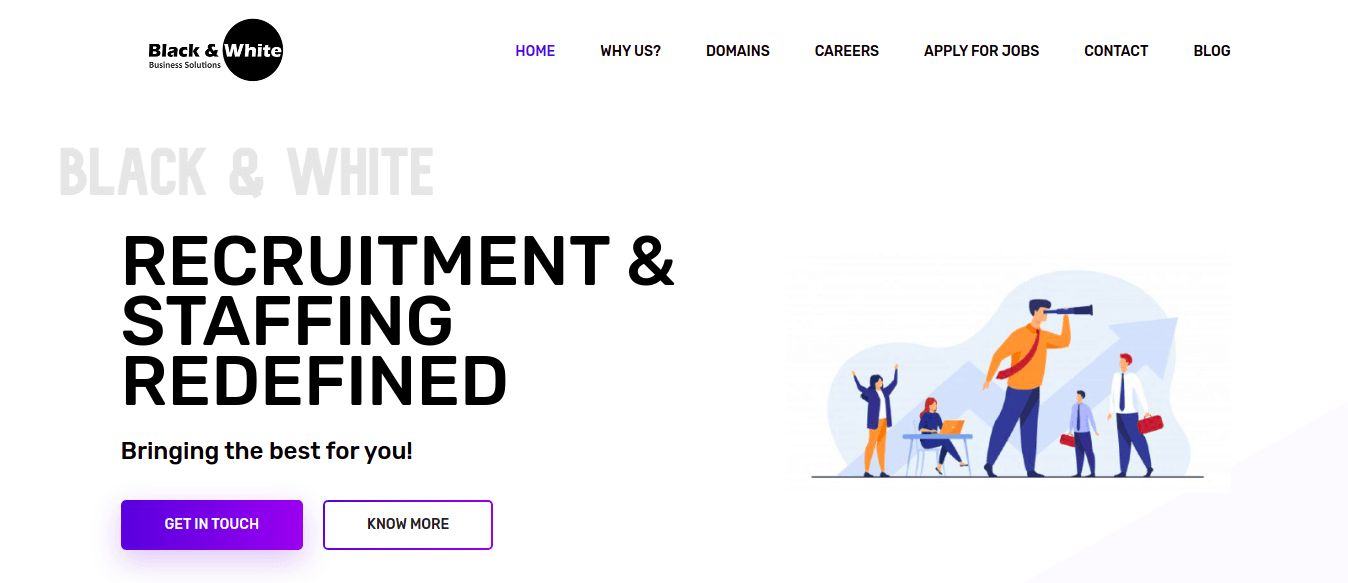 Black & White
Business Solutions
HOME WHY US? DOMAINS CAREERS APPLY FOR JOBS CONTACT BLOG
BLACK & WHITE
RECRUITMENT &
STAFFING
REDEFINED
Bringing the best for you!
GET IN TOUCH KNOW MORE